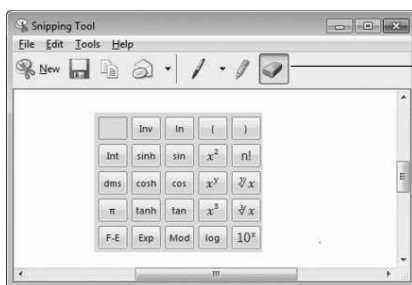 Snipping Tool
File Edit Tools Help
New
Inv ln ( )
Int sinh sin x² n!
dms cosh cos xʸ ʸ√x
π tanh tan x³ ³√x
F-E Exp Mod log 10ˣ